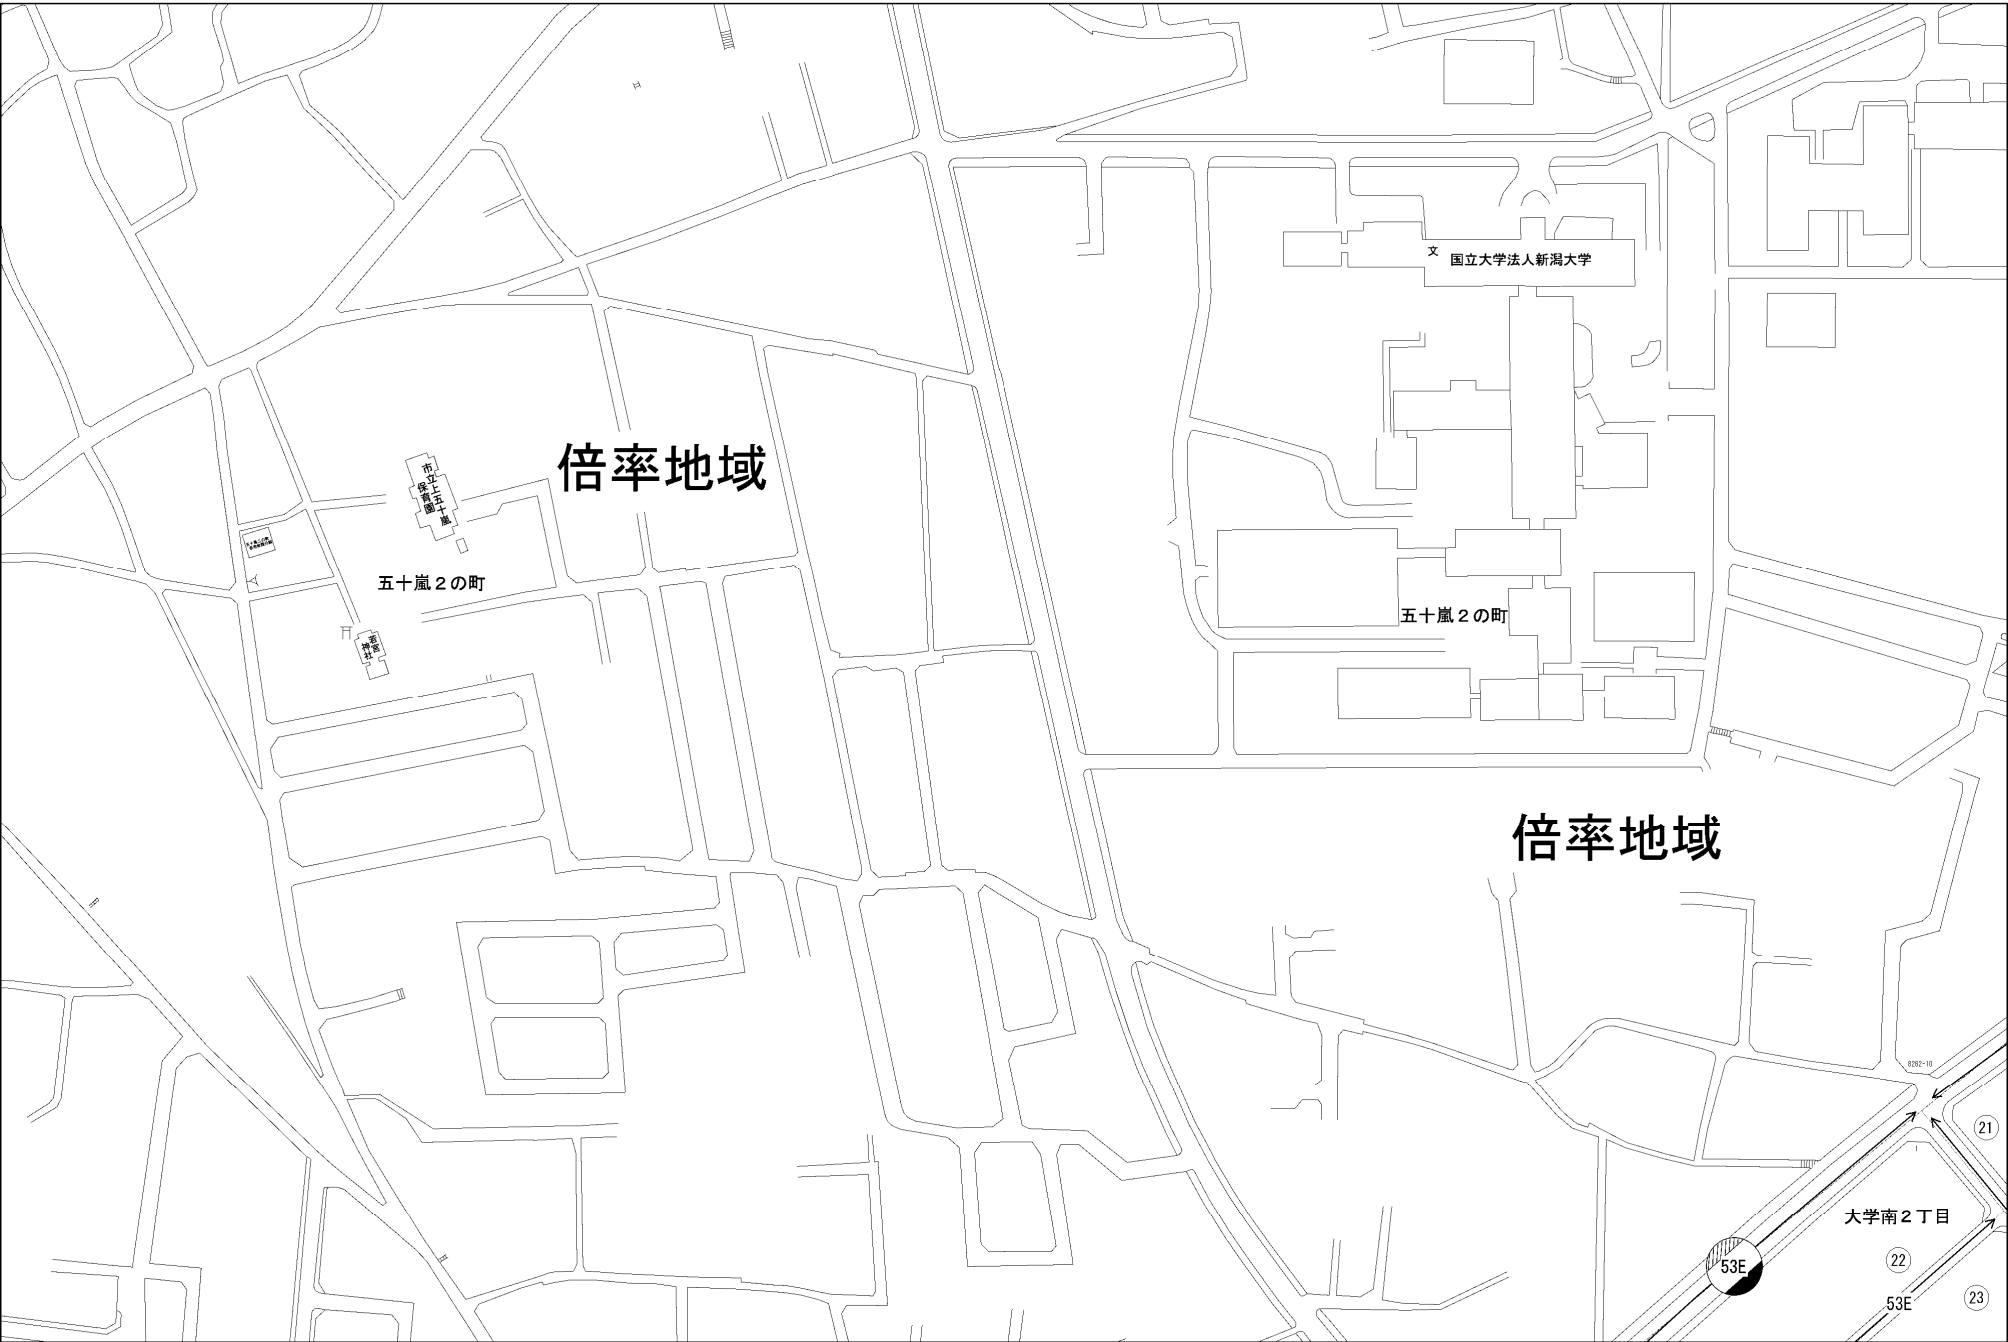 文 国立大学法人新潟大学
倍率地域
市立上五十嵐
保育園
五十嵐２の町
五十嵐２の町
若宮
神社
倍率地域
8262-10
21
大学南２丁目
22
53E
53E
23